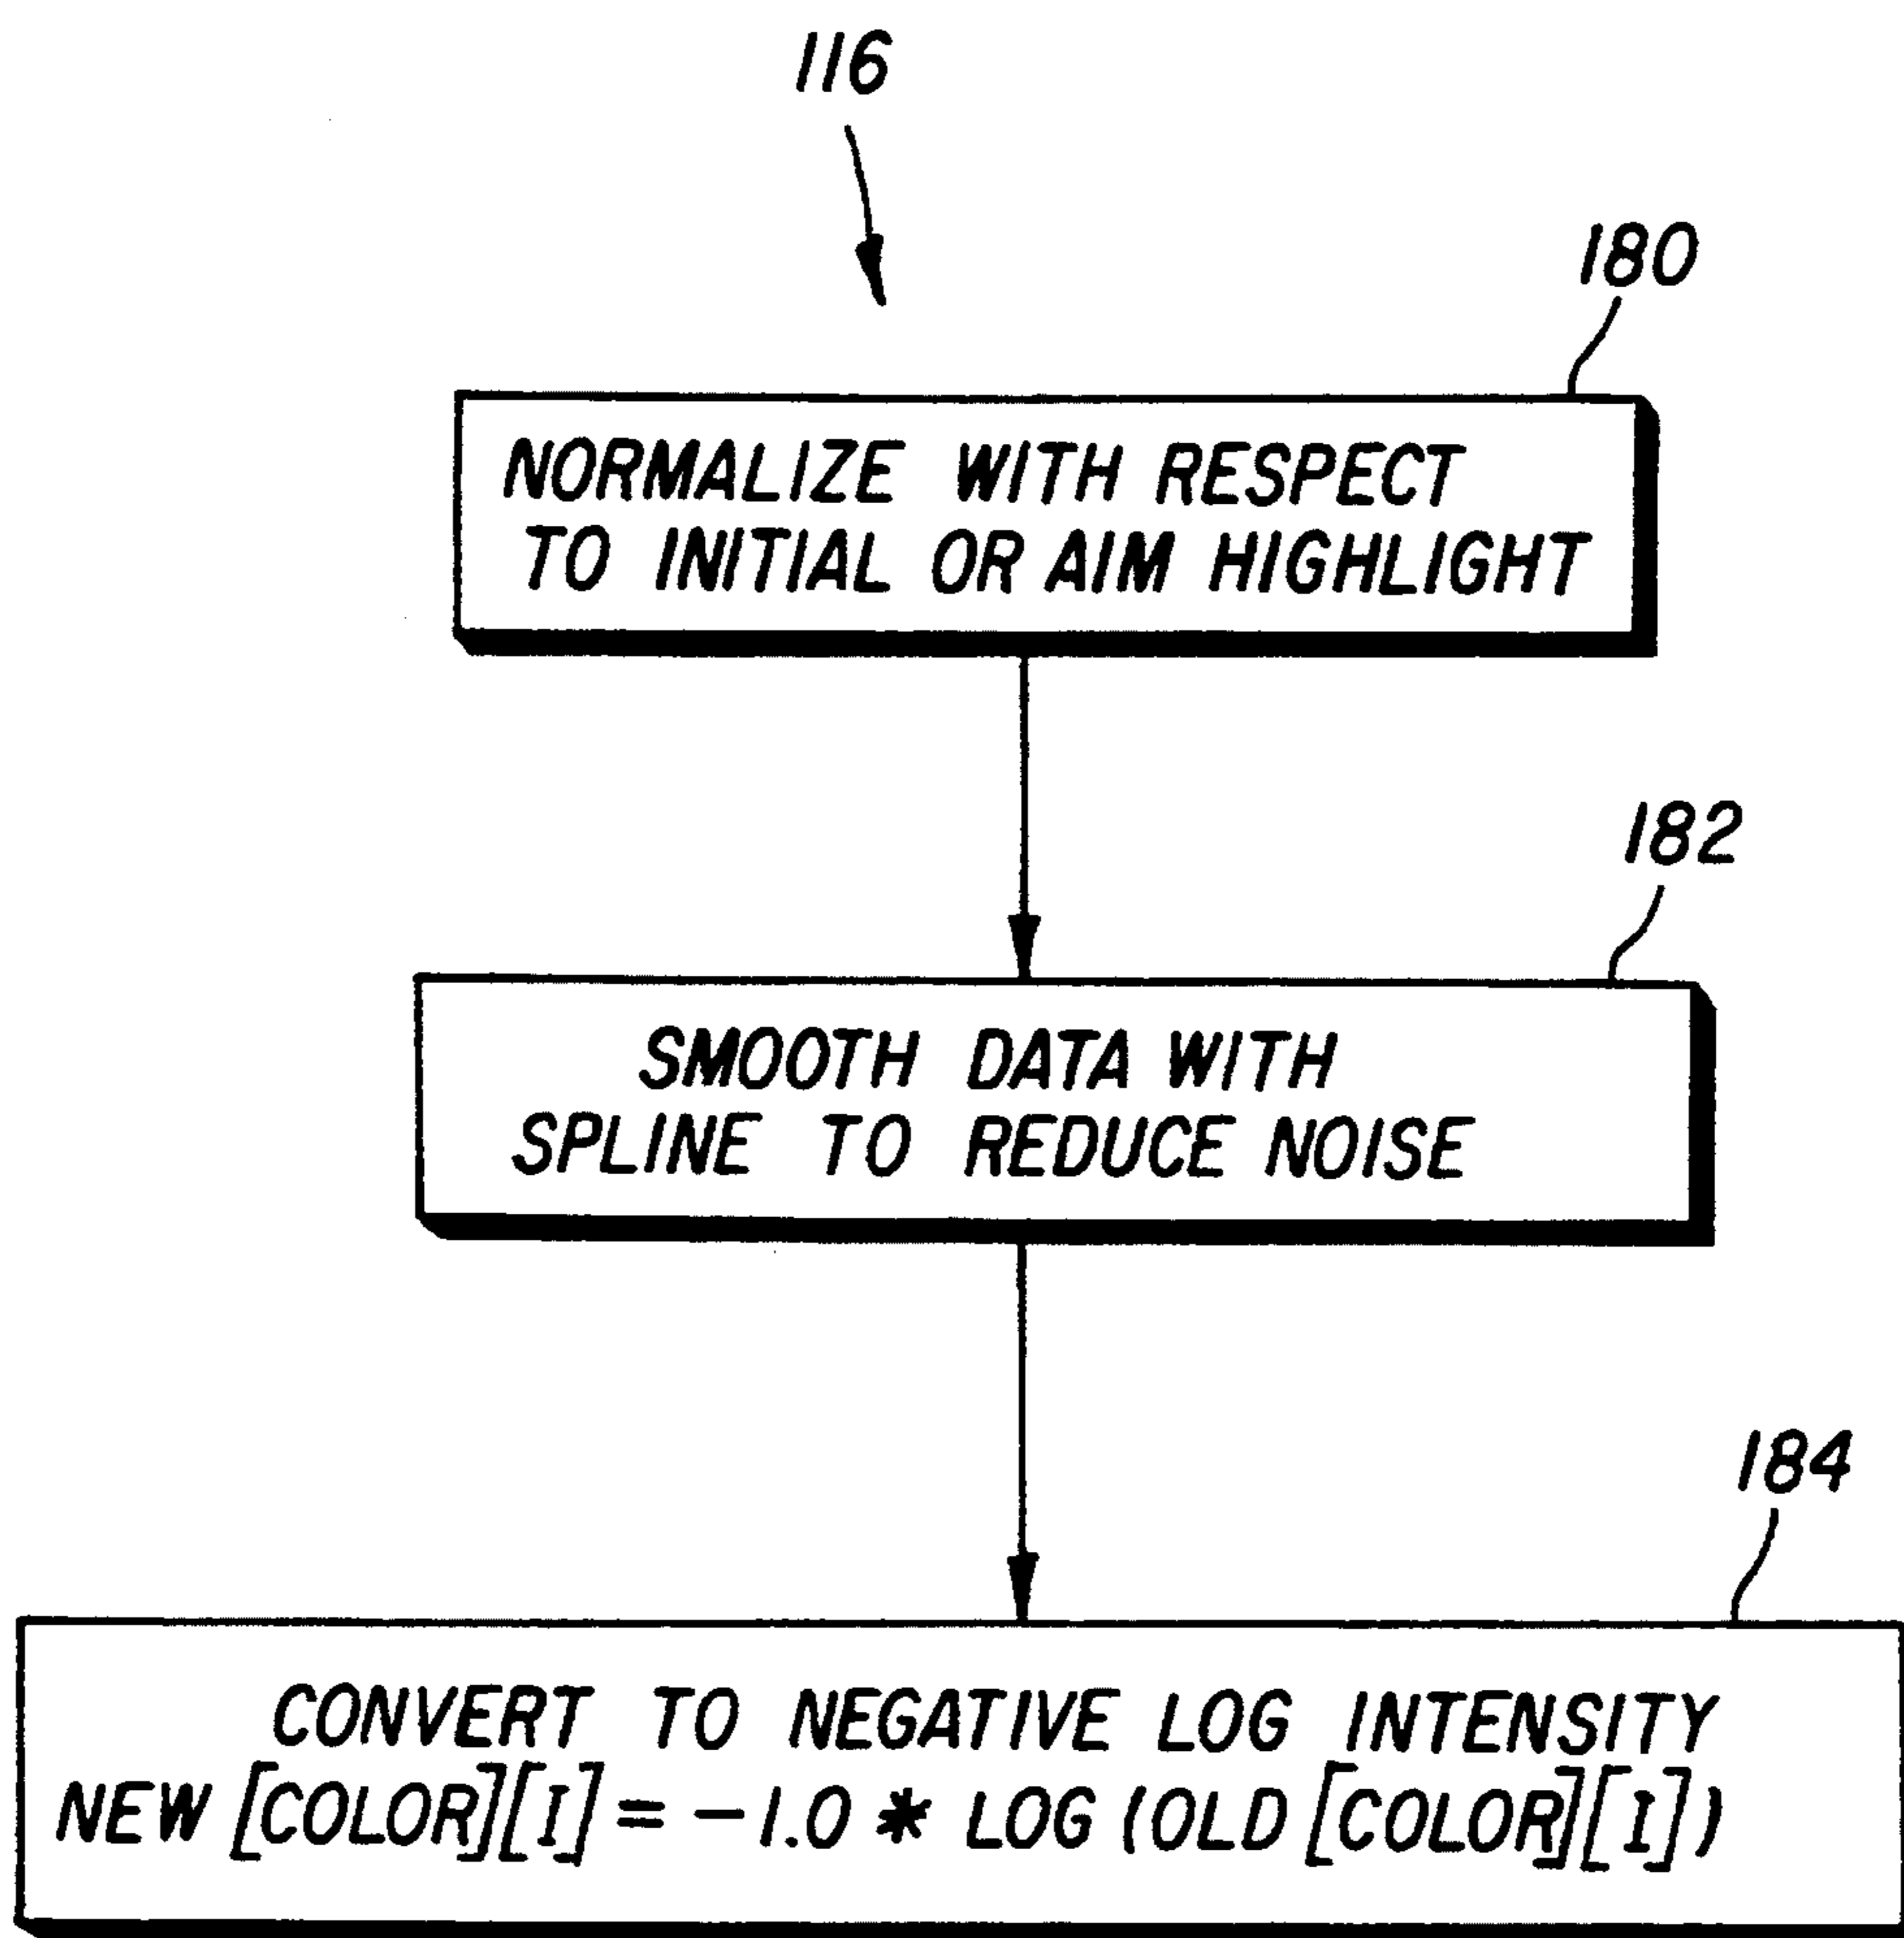 116
180
NORMALIZE WITH RESPECT
TO INITIAL OR AIM HIGHLIGHT
182
SMOOTH DATA WITH
SPLINE TO REDUCE NOISE
184
CONVERT TO NEGATIVE LOG INTENSITY
NEW [COLOR][I] = -1.0 * LOG (OLD [COLOR][I])